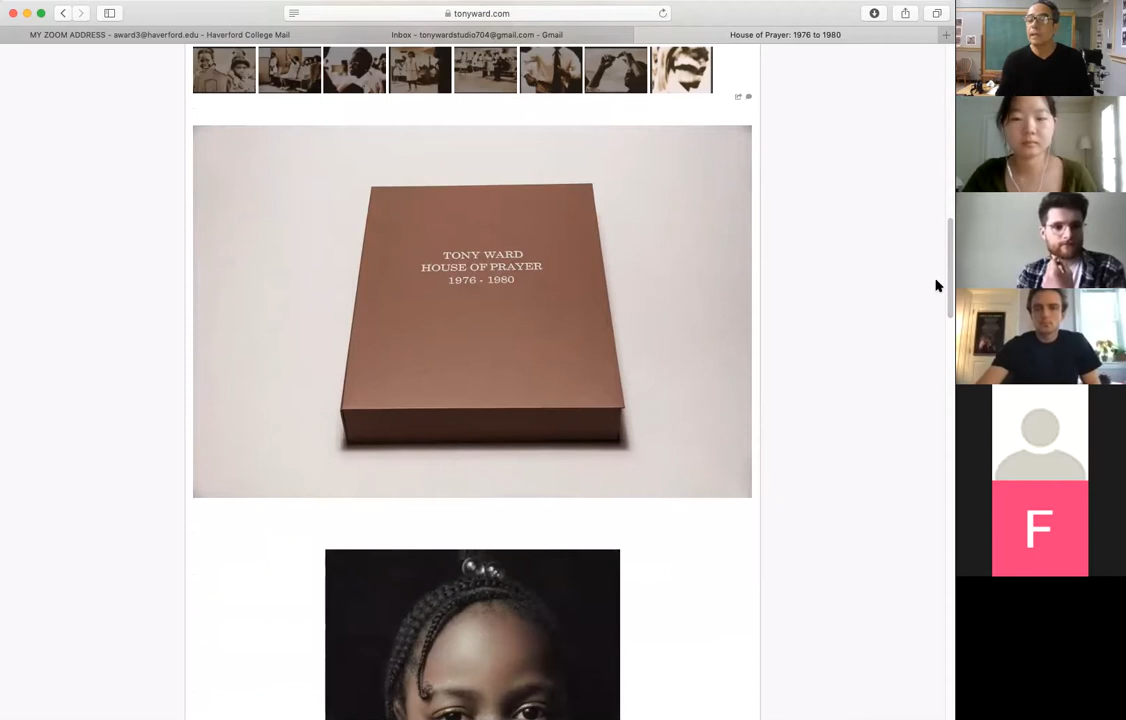 tonyward.com
MY ZOOM ADDRESS - award3@haverford.edu - Haverford College Mail
Inbox - tonywardstudio704@gmail.com - Gmail
House of Prayer: 1976 to 1980
TONY WARD
HOUSE OF PRAYER
1976 - 1980
F